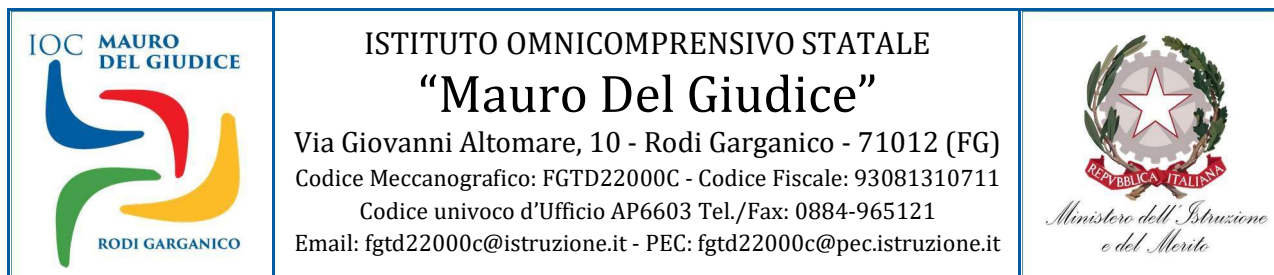 IOC MAURO
DEL GIUDICE
RODI GARGANICO
ISTITUTO OMNICOMPRENSIVO STATALE
“Mauro Del Giudice”
Via Giovanni Altomare, 10 - Rodi Garganico - 71012 (FG)
Codice Meccanografico: FGTD22000C - Codice Fiscale: 93081310711
Codice univoco d’Ufficio AP6603 Tel./Fax: 0884-965121
Email: fgtd22000c@istruzione.it - PEC: fgtd22000c@pec.istruzione.it
REPVBBLICA ITALIANA
Ministero dell’Istruzione
e del Merito